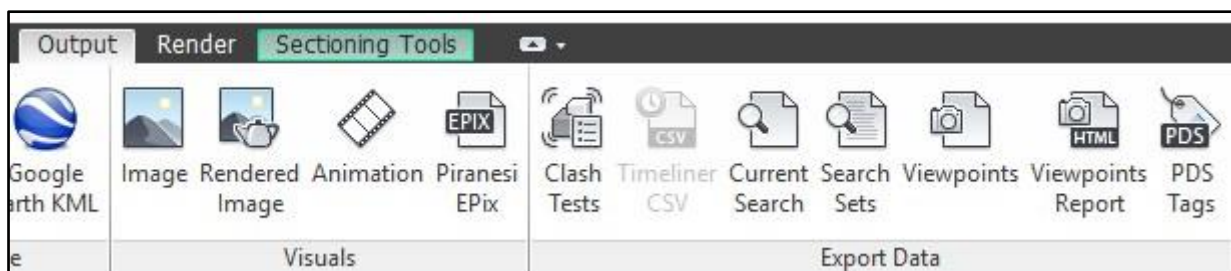 Output Render Sectioning Tools
EPIX CSV HTML PDS
Google Image Rendered Animation Piranesi Clash Timeliner Current Search Viewpoints Viewpoints PDS
arth KML Image EPix Tests CSV Search Sets Report Tags
e Visuals Export Data